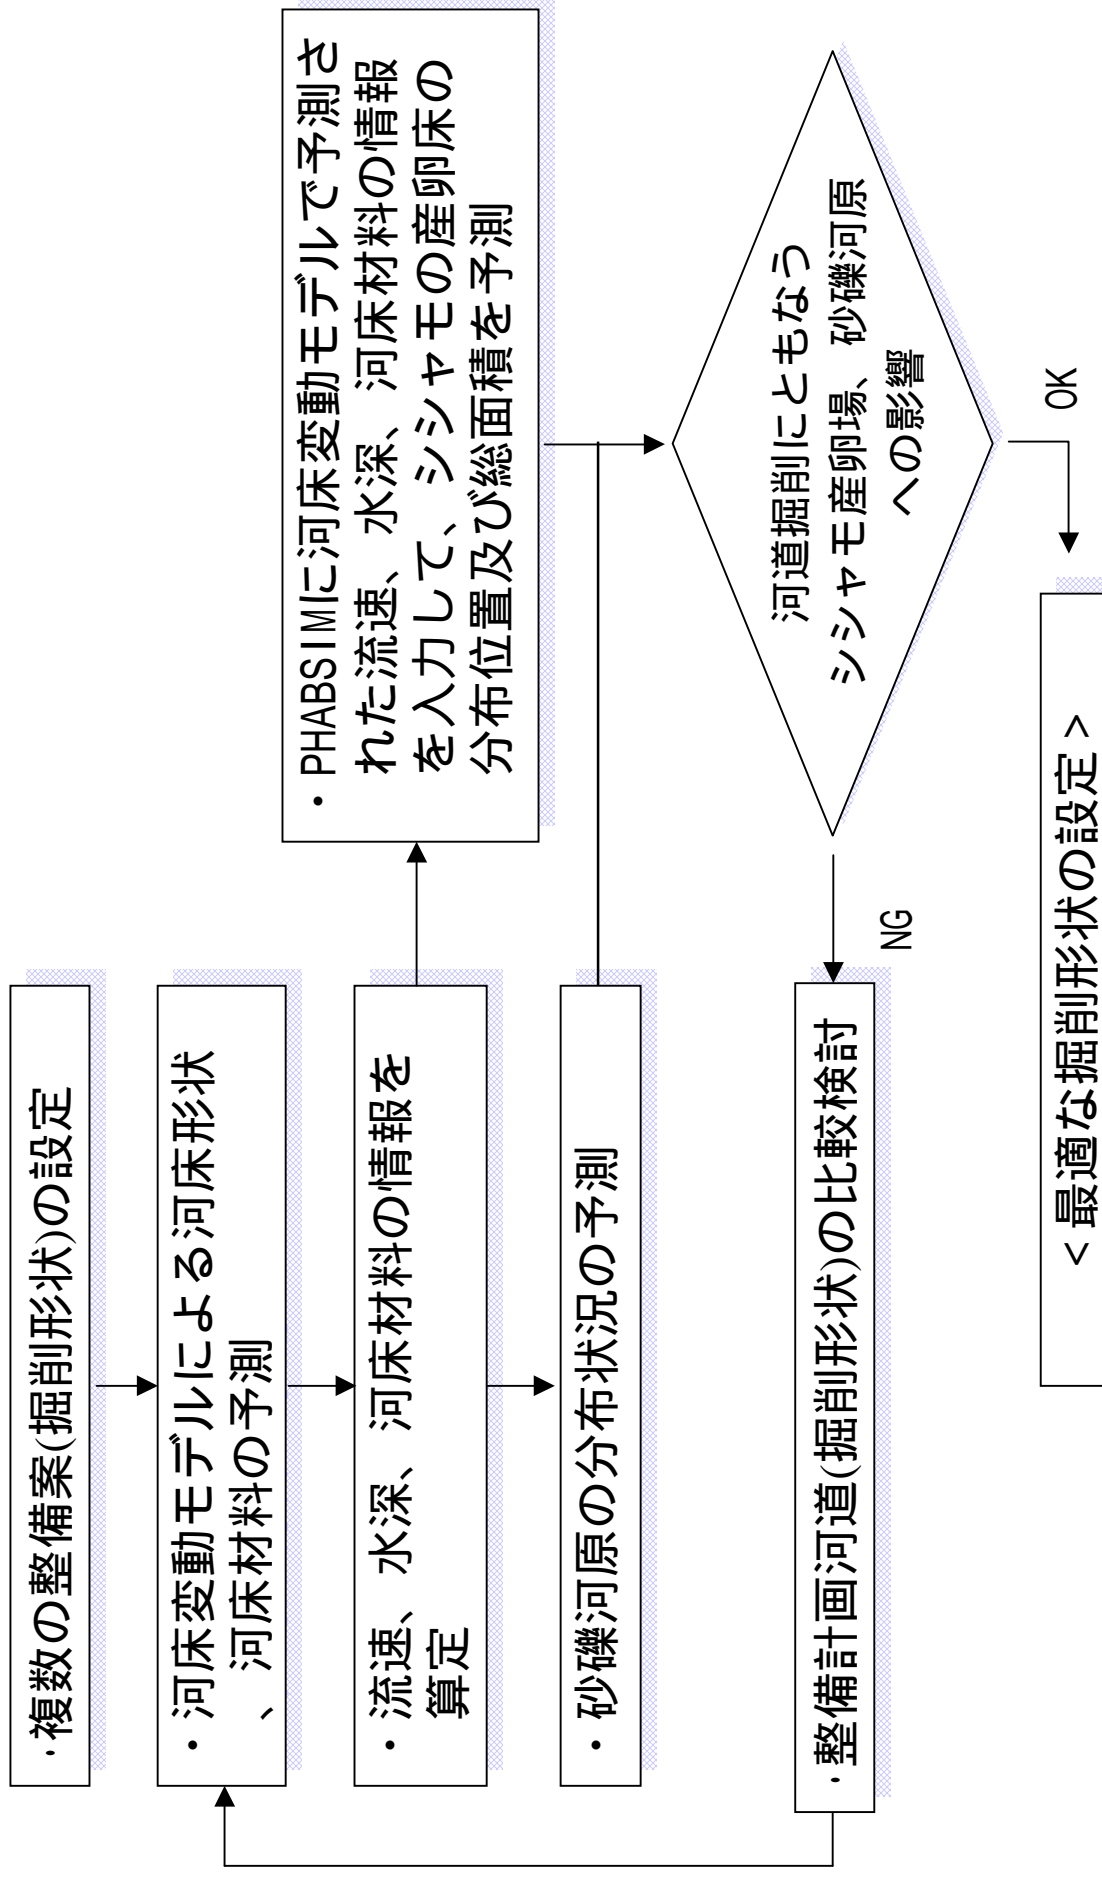 ・複数の整備案(掘削形状)の設定
・河床変動モデルによる河床形状
、河床材料の予測
・流速、水深、河床材料の情報を
算定
・砂礫河原の分布状況の予測
・PHABSIMに河床変動モデルで予測さ
れた流速、水深、河床材料の情報
を入力して、シシャモの産卵床の
分布位置及び総面積を予測
河道掘削にともなう
シシャモ産卵場、砂礫河原
への影響
NG
OK
・整備計画河道(掘削形状)の比較検討
<最適な掘削形状の設定>